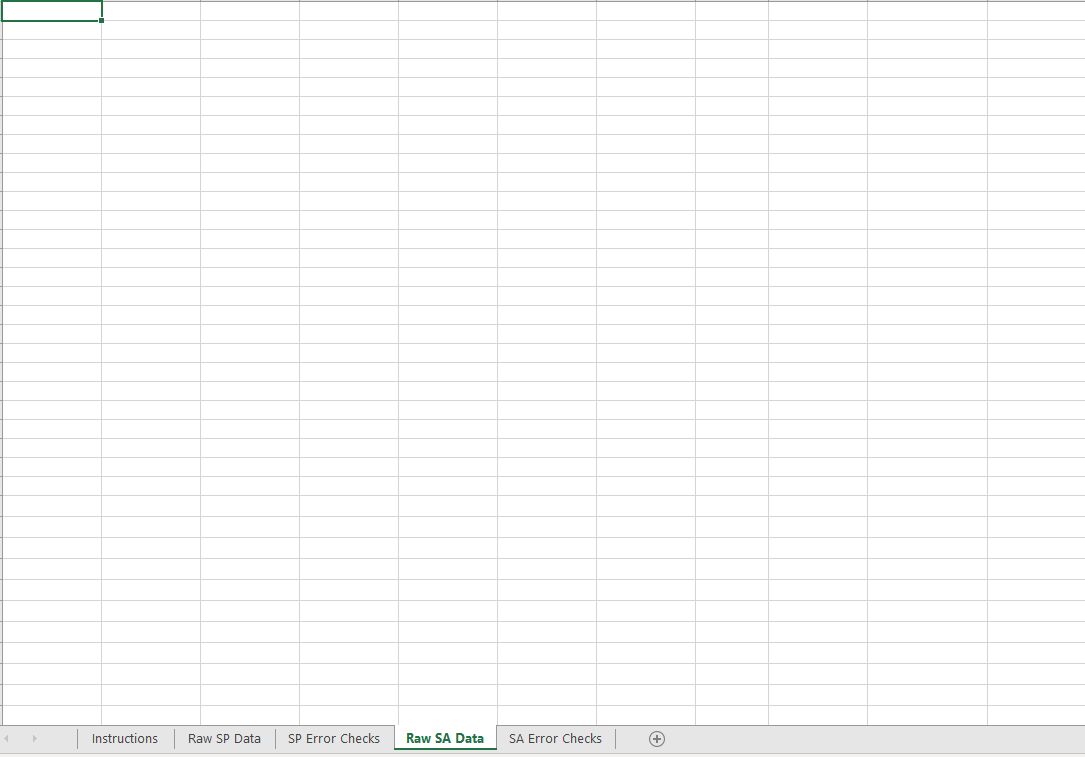 Instructions Raw SP Data SP Error Checks Raw SA Data SA Error Checks